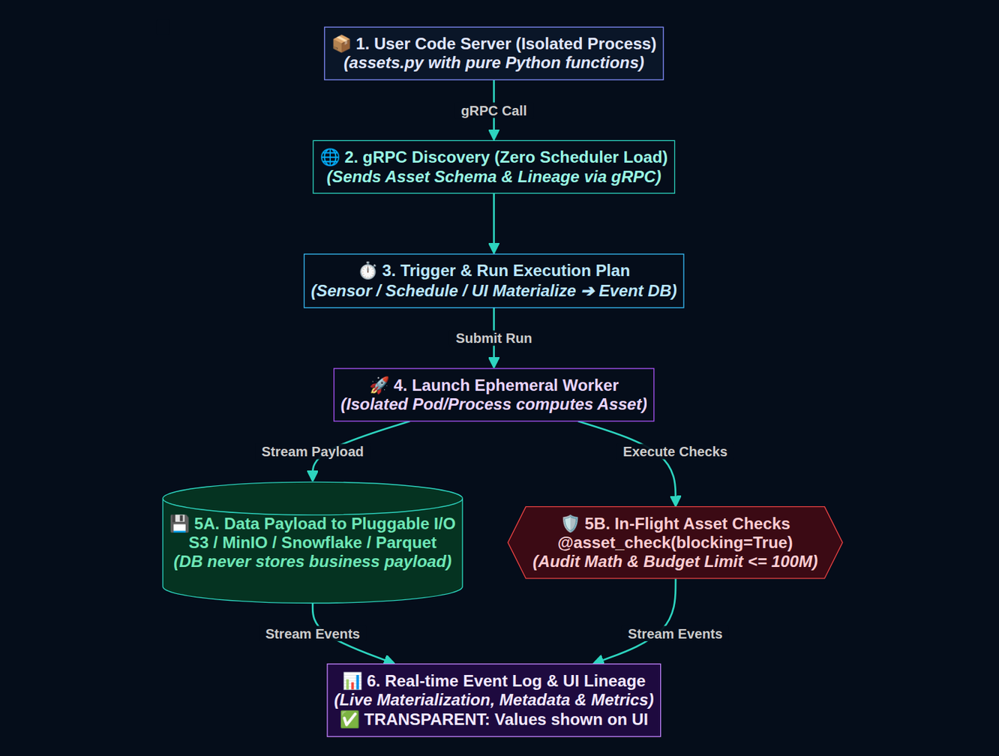 📦 1. User Code Server (Isolated Process)
(assets.py with pure Python functions)
gRPC Call
🌐 2. gRPC Discovery (Zero Scheduler Load)
(Sends Asset Schema & Lineage via gRPC)
⏱️ 3. Trigger & Run Execution Plan
(Sensor / Schedule / UI Materialize ➔ Event DB)
Submit Run
🚀 4. Launch Ephemeral Worker
(Isolated Pod/Process computes Asset)
Stream Payload
Execute Checks
💾 5A. Data Payload to Pluggable I/O
S3 / MinIO / Snowflake / Parquet
(DB never stores business payload)
🛡️ 5B. In-Flight Asset Checks
@asset_check(blocking=True)
(Audit Math & Budget Limit <= 100M)
Stream Events
Stream Events
📊 6. Real-time Event Log & UI Lineage
(Live Materialization, Metadata & Metrics)
✅ TRANSPARENT: Values shown on UI